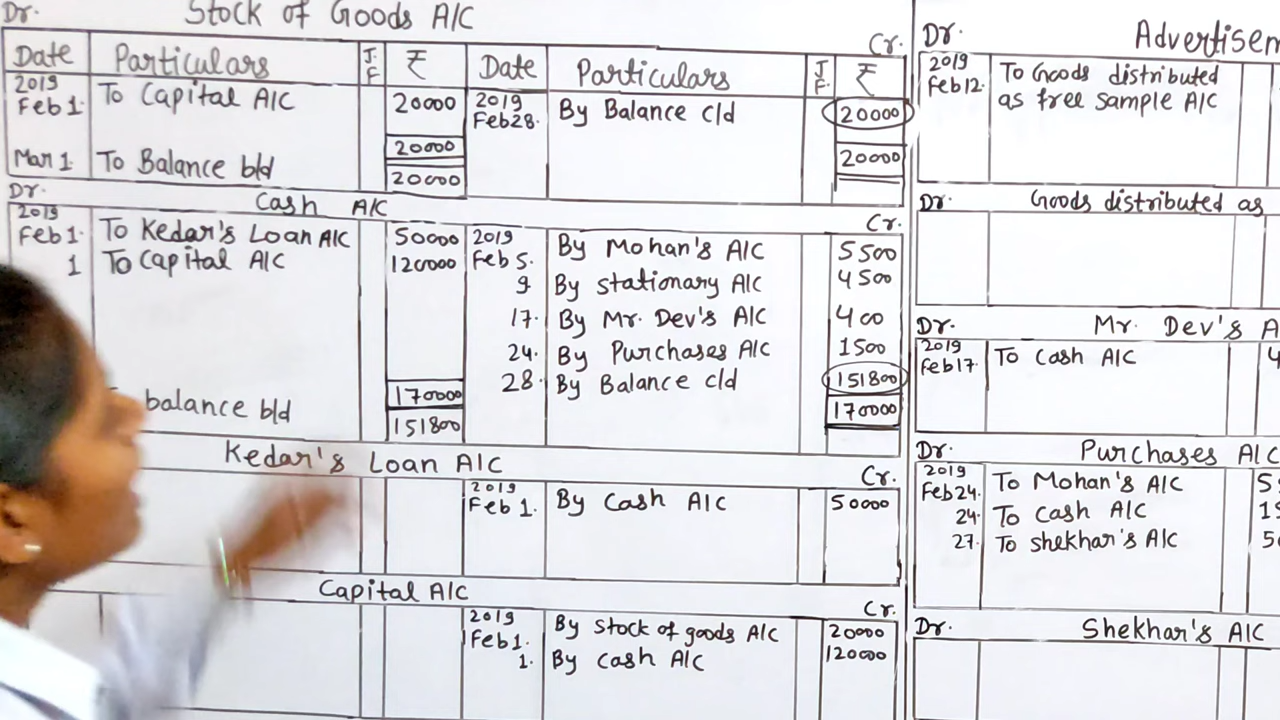 Dr. Stock of Goods A/C Cr.
Date Particulars J.F ₹ Date Particulars J.F. ₹
2019 Feb 1. To Capital A/C 20000 2019 Feb 28. By Balance c/d 20000
20000 20000
Mar 1. To Balance b/d 20000
Dr. Cash A/C Cr.
2019 Feb 1. To Kedar's Loan A/C 50000 2019 Feb 5. By Mohan's A/C 5500
1 To Capital A/C 120000 9. By Stationary A/C 4500
17. By Mr. Dev's A/C 400
24. By Purchases A/C 1500
28. By Balance c/d 151800
170000 170000
balance b/d 151800
Kedar's Loan A/C Cr.
2019 Feb 1. By Cash A/C 50000
Capital A/C Cr.
2019 Feb 1. By Stock of goods A/C 20000
1. By Cash A/C 120000
Dr. Advertisem
2019 Feb 12. To Goods distributed
as free sample A/C
Dr. Goods distributed as
Dr. Mr. Dev's A
2019 Feb 17. To Cash A/C 4
Dr. Purchases A/C
2019 Feb 24. To Mohan's A/C 5
24. To Cash A/C 1
27. To Shekhar's A/C 5
Dr. Shekhar's A/C